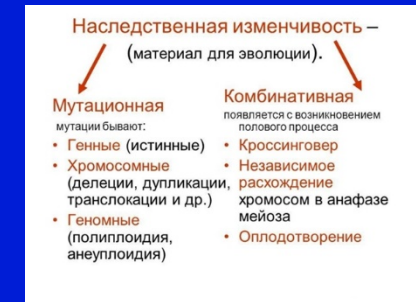 Наследственная изменчивость –
(материал для эволюции).
Мутационная
мутации бывают:
• Генные (истинные)
• Хромосомные
(делеции, дупликации,
транслокации и др.)
• Геномные
(полиплоидия,
анеуплоидия)
Комбинативная
появляется с возникновением
полового процесса
• Кроссинговер
• Независимое
расхождение
хромосом в анафазе
мейоза
• Оплодотворение